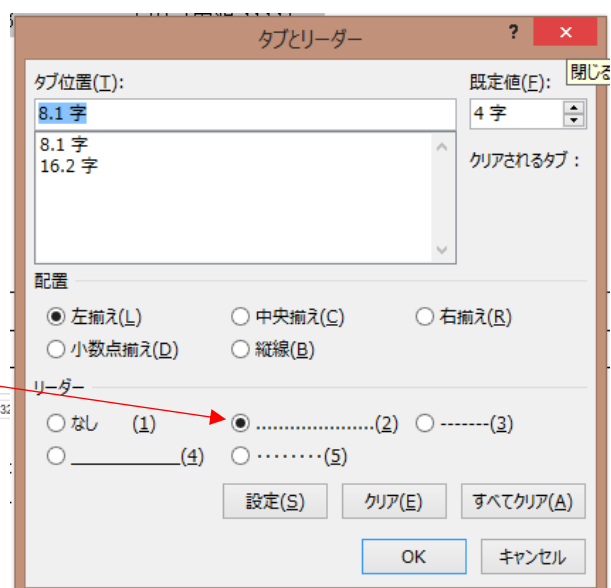 タブとリーダー ? ×
タブ位置(T): 既定値(F): 閉じる
8.1 字 4 字
8.1 字
16.2 字 クリアされるタブ :
配置
左揃え(L) 中央揃え(C) 右揃え(R)
小数点揃え(D) 縦線(B)
リーダー
32
なし (1) .....................(2) -------(3)
___________(4) ········(5)
設定(S) クリア(E) すべてクリア(A)
OK キャンセル